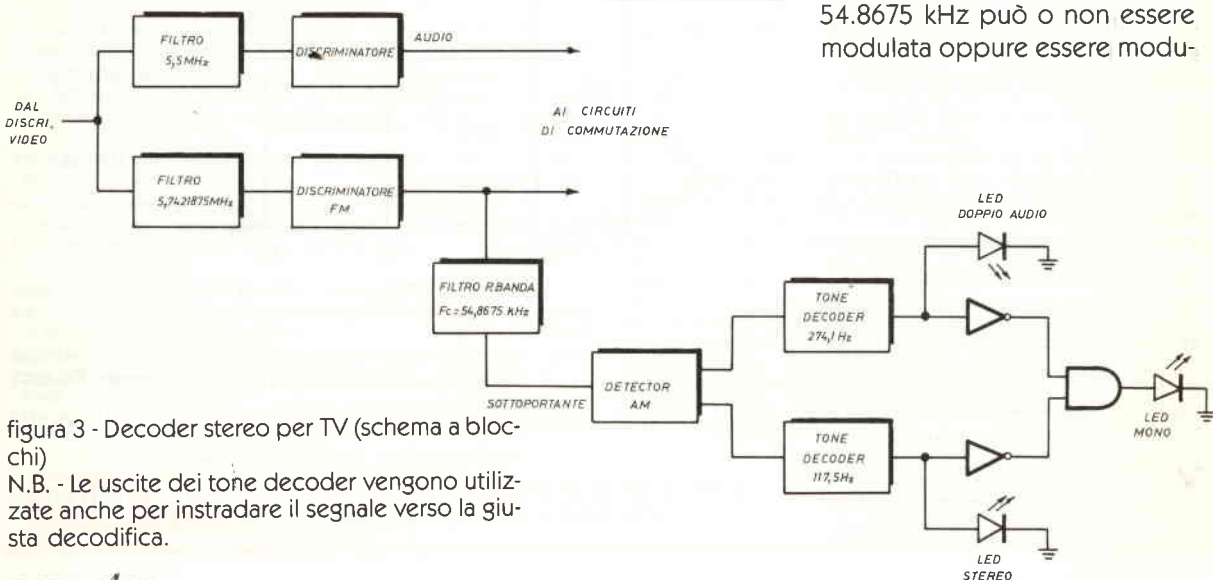 54.8675 kHz può o non essere
modulata oppure essere modu-
FILTRO
5,5MHz
DISCRIMINATORE
AUDIO
DAL
DISCRI.
VIDEO
AI CIRCUITI
DI COMMUTAZIONE
FILTRO
5,7421875MHz
DISCRIMINATORE
FM
LED
DOPPIO AUDIO
FILTRO P.BANDA
Fc=54,8675 KHz
TONE
DECODER
274,1 Hz
SOTTOPORTANTE
DETECTOR
AM
LED
MONO
TONE
DECODER
117,5Hz
LED
STEREO
figura 3 - Decoder stereo per TV (schema a bloc-
chi)
N.B. - Le uscite dei tone decoder vengono utiliz-
zate anche per instradare il segnale verso la giu-
sta decodifica.